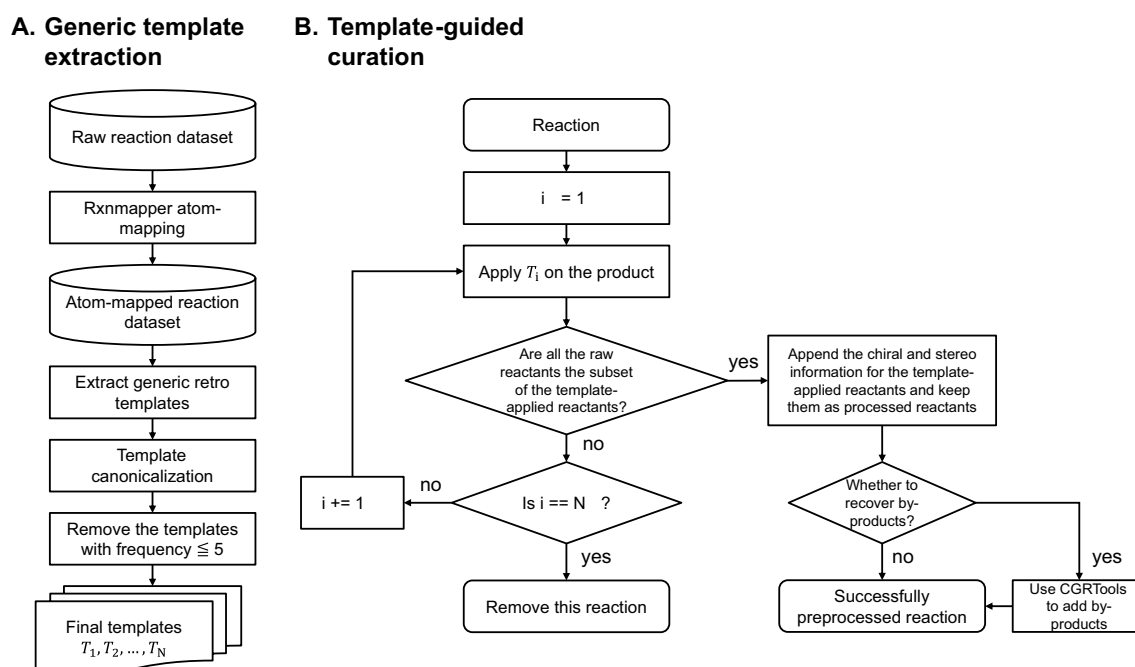 A. Generic template
extraction
Raw reaction dataset
Rxnmapper atom-
mapping
Atom-mapped reaction
dataset
Extract generic retro
templates
Template
canonicalization
Remove the templates
with frequency ≦ 5
Final templates
T₁, T₂, ..., T_N
B. Template-guided
curation
Reaction
i = 1
Apply T_i on the product
Are all the raw
reactants the subset
of the template-
applied reactants?
yes
Append the chiral and stereo
information for the template-
applied reactants and keep
them as processed reactants
no
Is i == N ?
no
i += 1
yes
Remove this reaction
Whether to
recover by-
products?
no
yes
Successfully
preprocessed reaction
Use CGRTools
to add by-
products